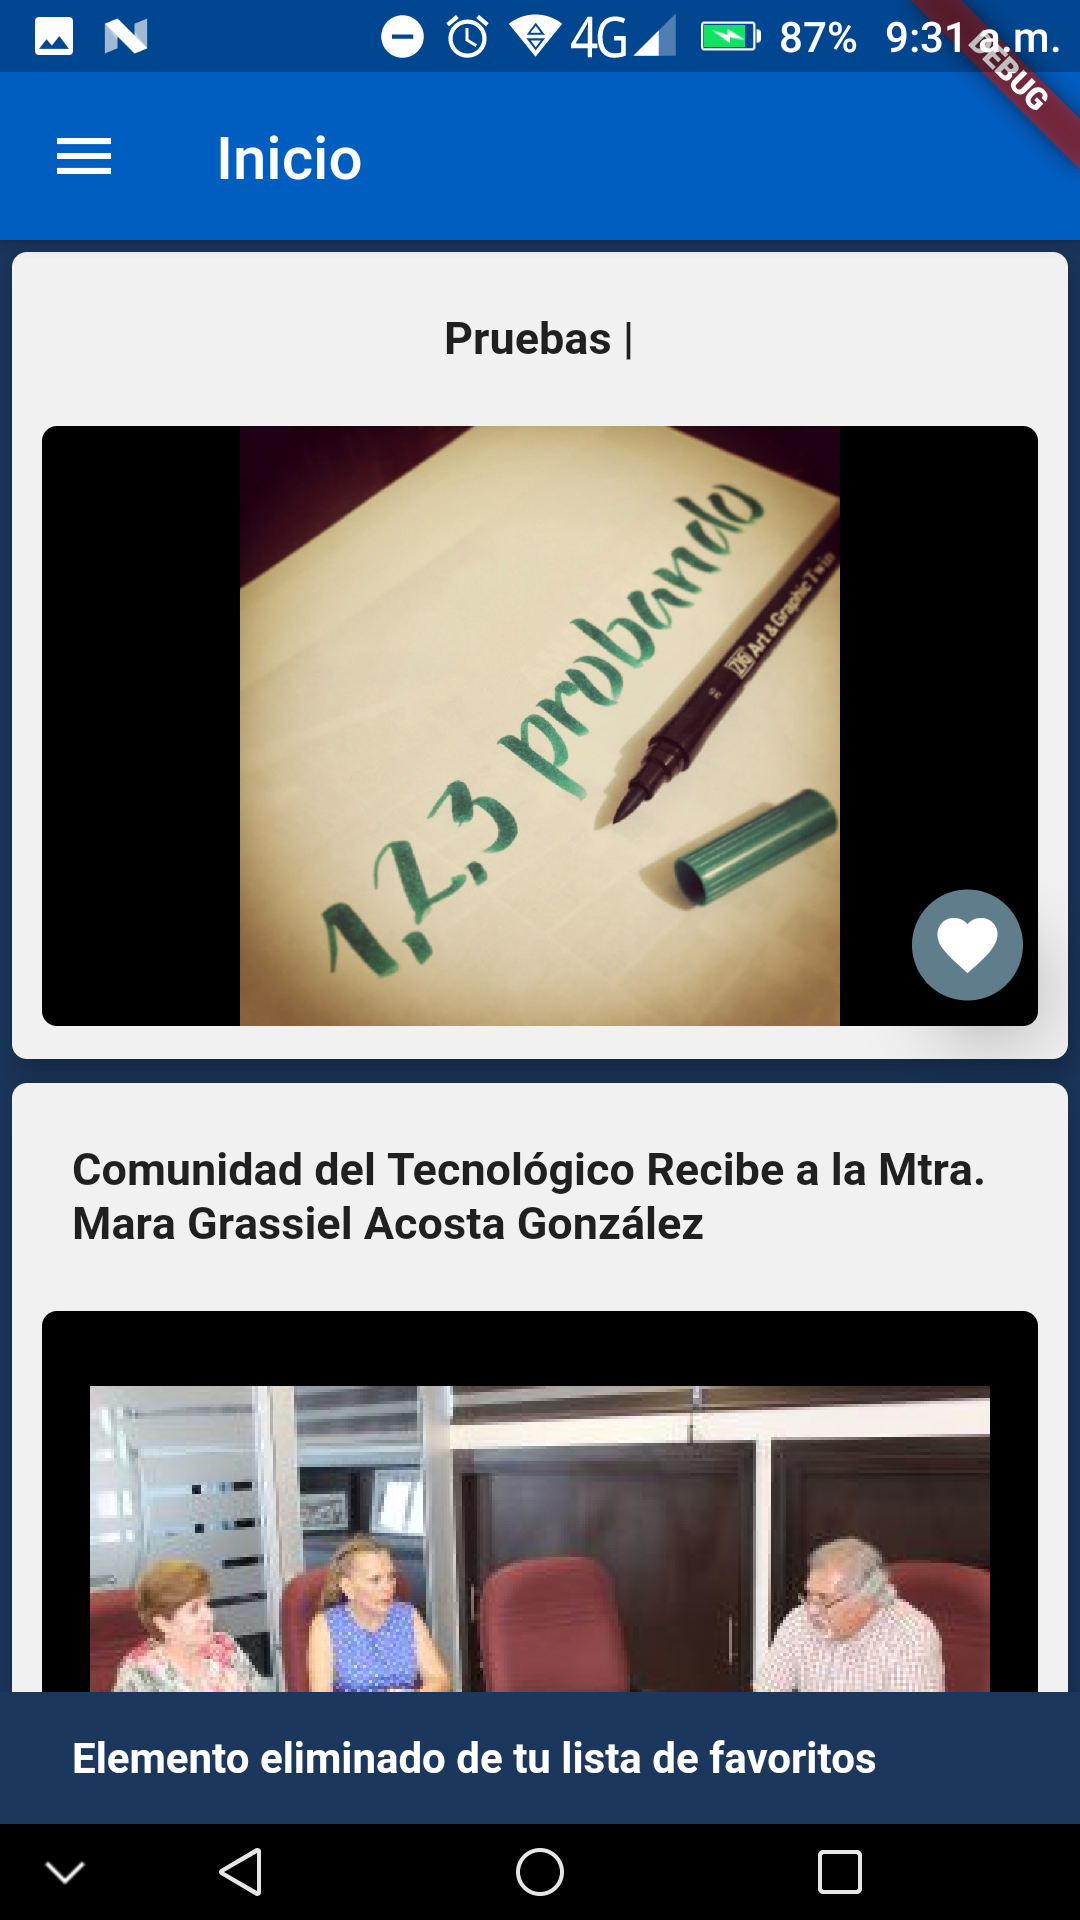 4G 87% 9:31 a.m.
DEBUG
Inicio
Pruebas |
1,2,3 probando
ZIG Art & Graphic Twin
Comunidad del Tecnológico Recibe a la Mtra.
Mara Grassiel Acosta González
Elemento eliminado de tu lista de favoritos